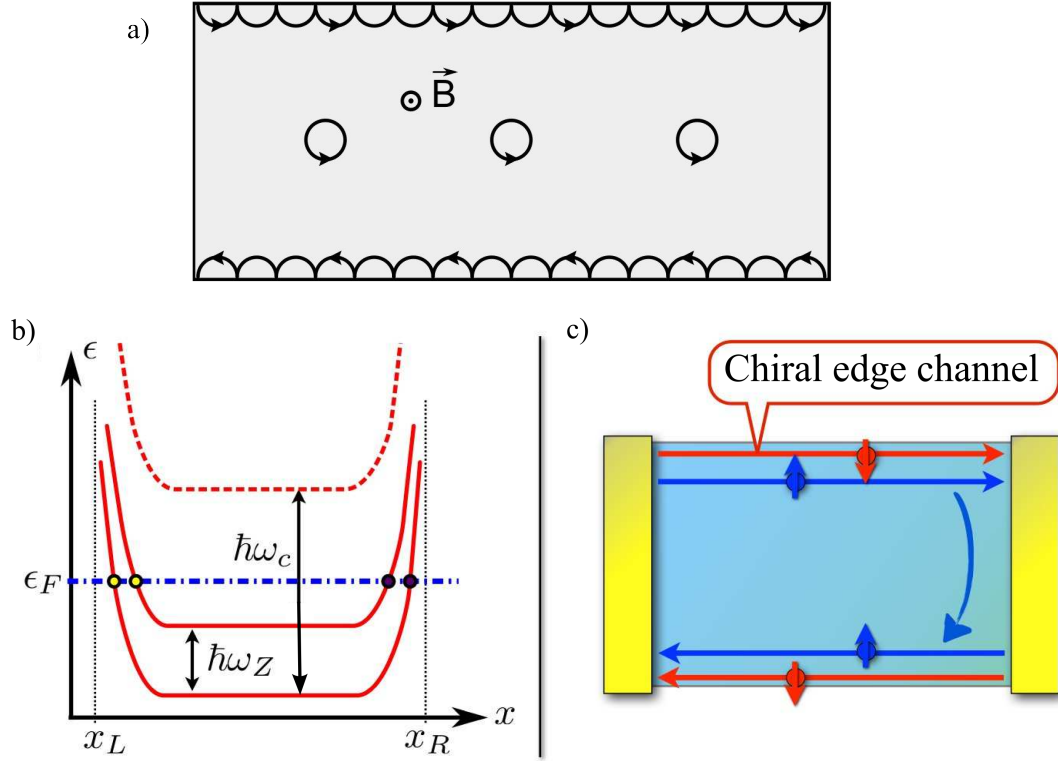 a)
B⃗
b)
ϵ
ħω_c
ϵ_F
ħω_Z
x_L
x_R
x
c)
Chiral edge channel